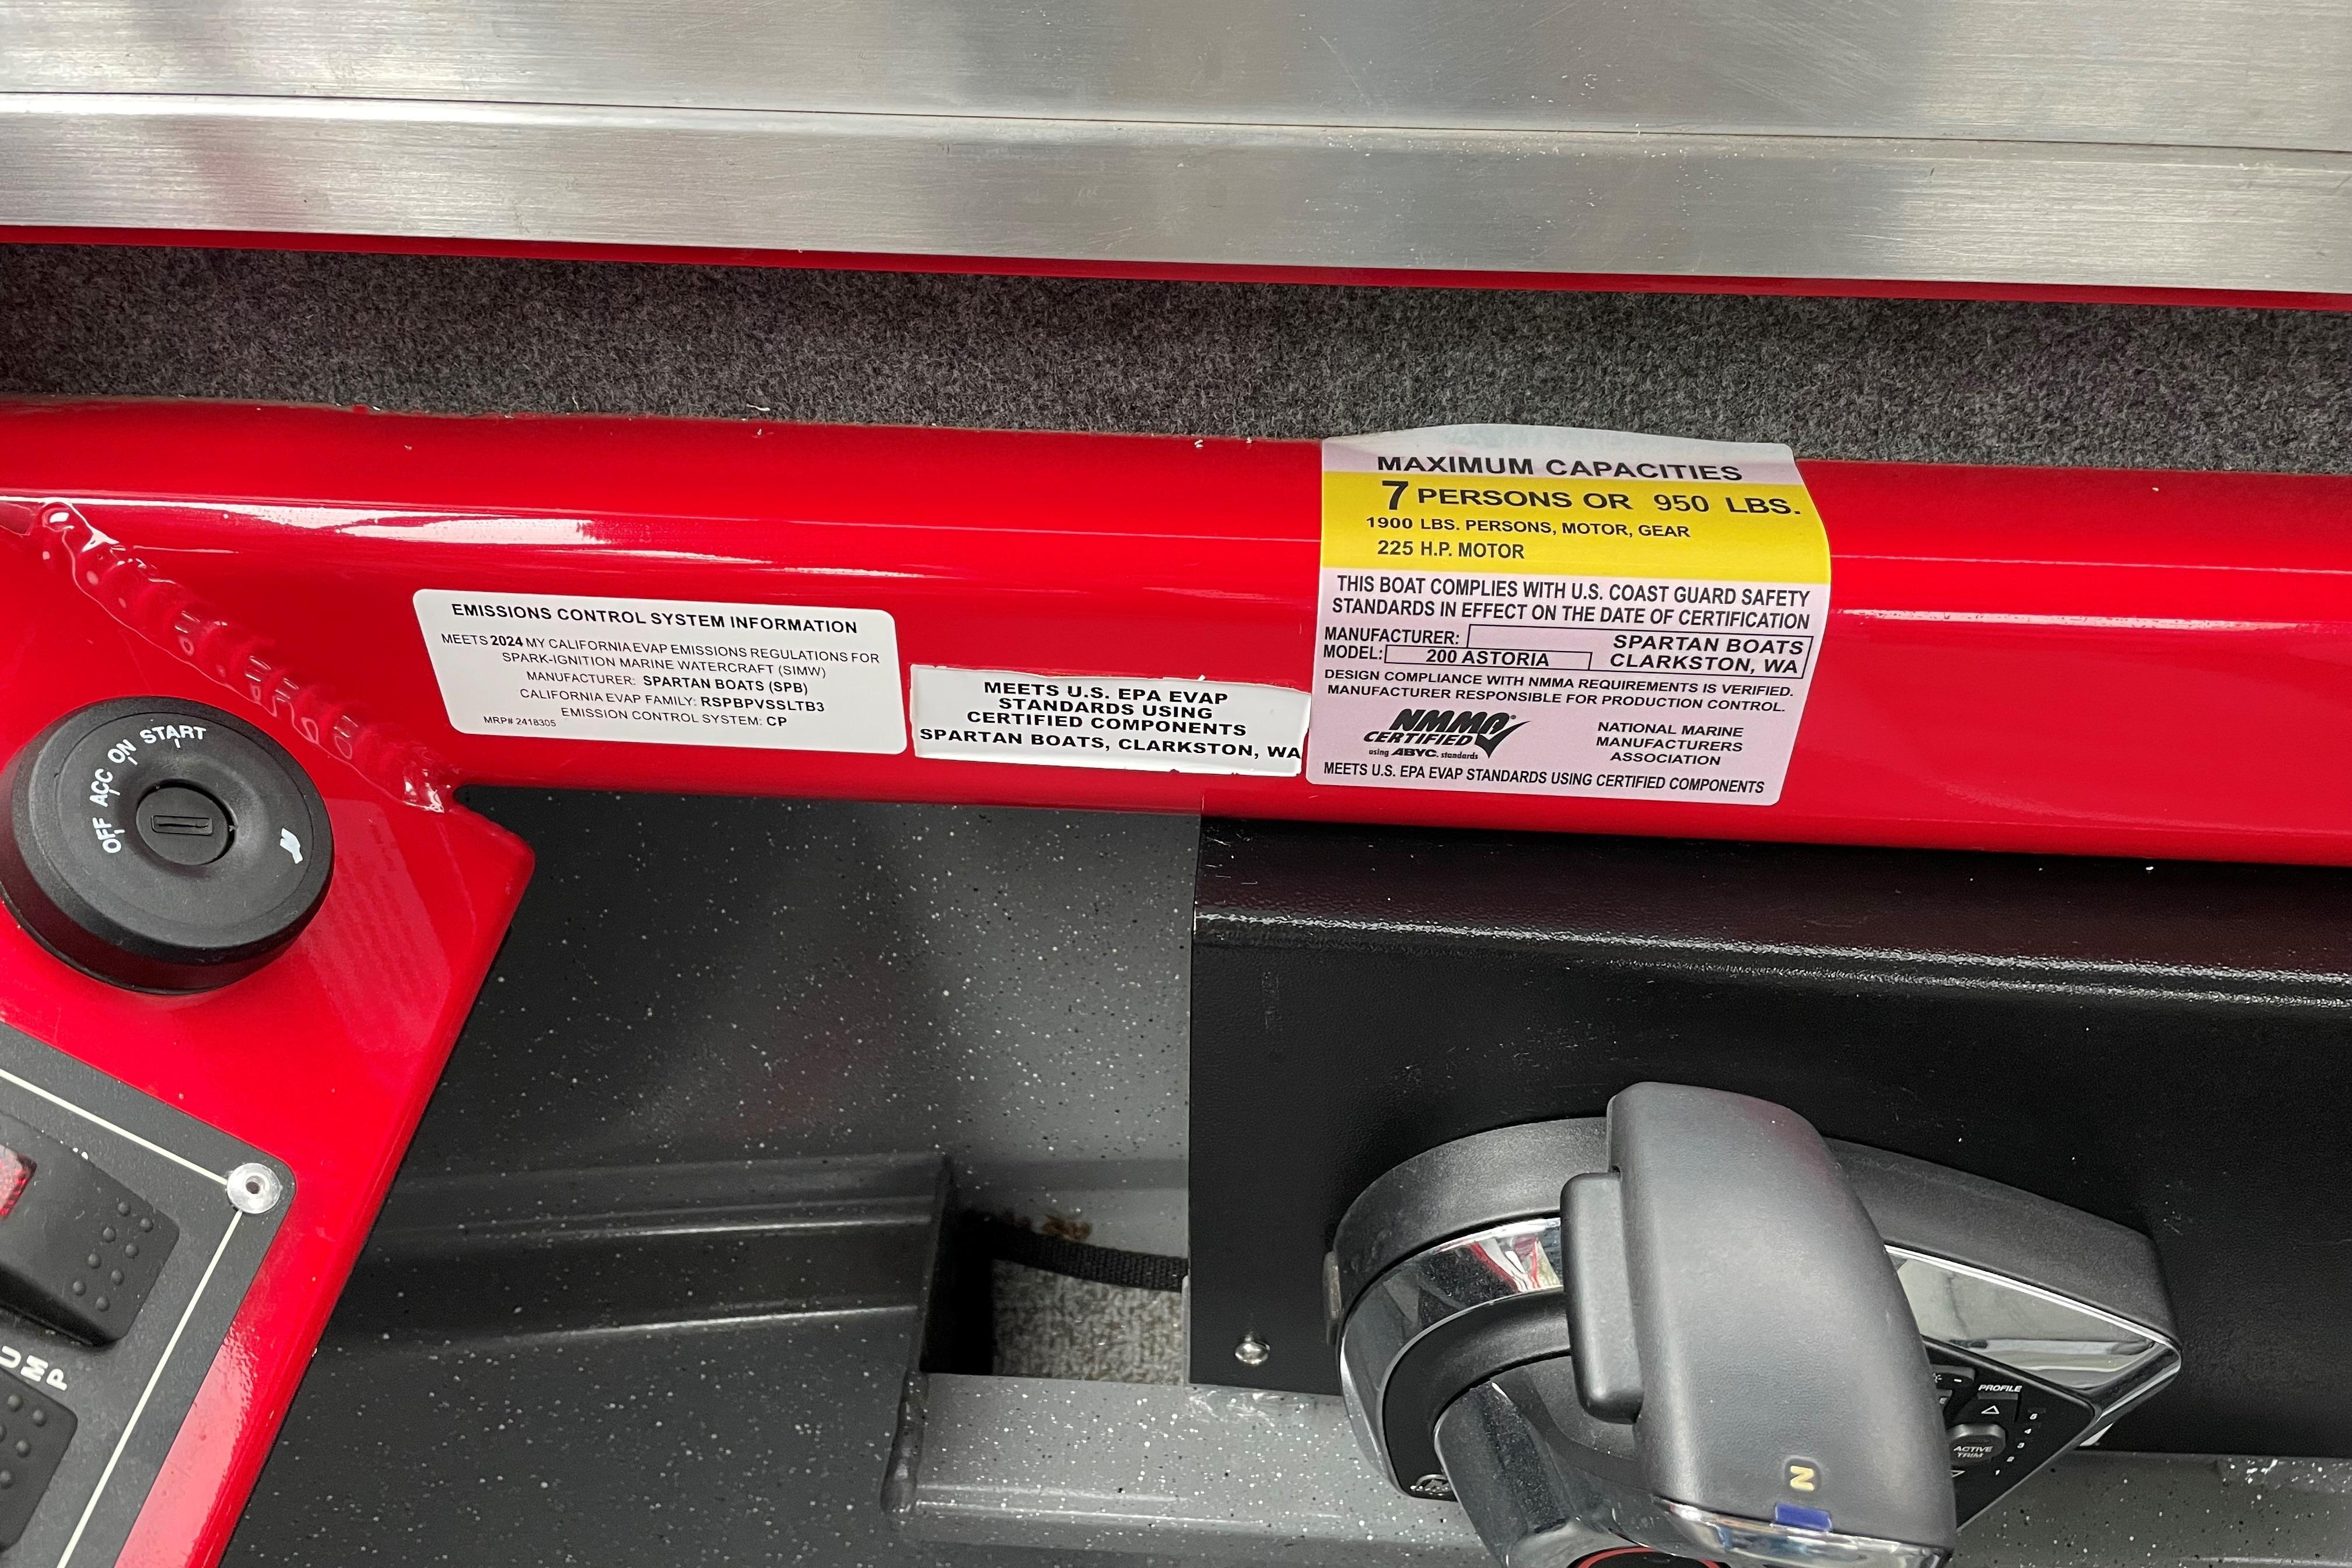 EMISSIONS CONTROL SYSTEM INFORMATION
MEETS 2024 MY CALIFORNIA EVAP EMISSIONS REGULATIONS FOR
SPARK-IGNITION MARINE WATERCRAFT (SIMW)
MANUFACTURER: SPARTAN BOATS (SPB)
CALIFORNIA EVAP FAMILY: RSPBPVSSLTB3
EMISSION CONTROL SYSTEM: CP
MRP# 2418305
MEETS U.S. EPA EVAP
STANDARDS USING
CERTIFIED COMPONENTS
SPARTAN BOATS, CLARKSTON, WA
MAXIMUM CAPACITIES
7 PERSONS OR 950 LBS.
1900 LBS. PERSONS, MOTOR, GEAR
225 H.P. MOTOR
THIS BOAT COMPLIES WITH U.S. COAST GUARD SAFETY
STANDARDS IN EFFECT ON THE DATE OF CERTIFICATION
MANUFACTURER: SPARTAN BOATS
MODEL: 200 ASTORIA CLARKSTON, WA
DESIGN COMPLIANCE WITH NMMA REQUIREMENTS IS VERIFIED.
MANUFACTURER RESPONSIBLE FOR PRODUCTION CONTROL.
NMMA®
CERTIFIED
using ABYC. standards
NATIONAL MARINE
MANUFACTURERS
ASSOCIATION
MEETS U.S. EPA EVAP STANDARDS USING CERTIFIED COMPONENTS
OFF ACC ON START
UMP
PROFILE
5
4
3
2
1
ACTIVE
TRIM
N